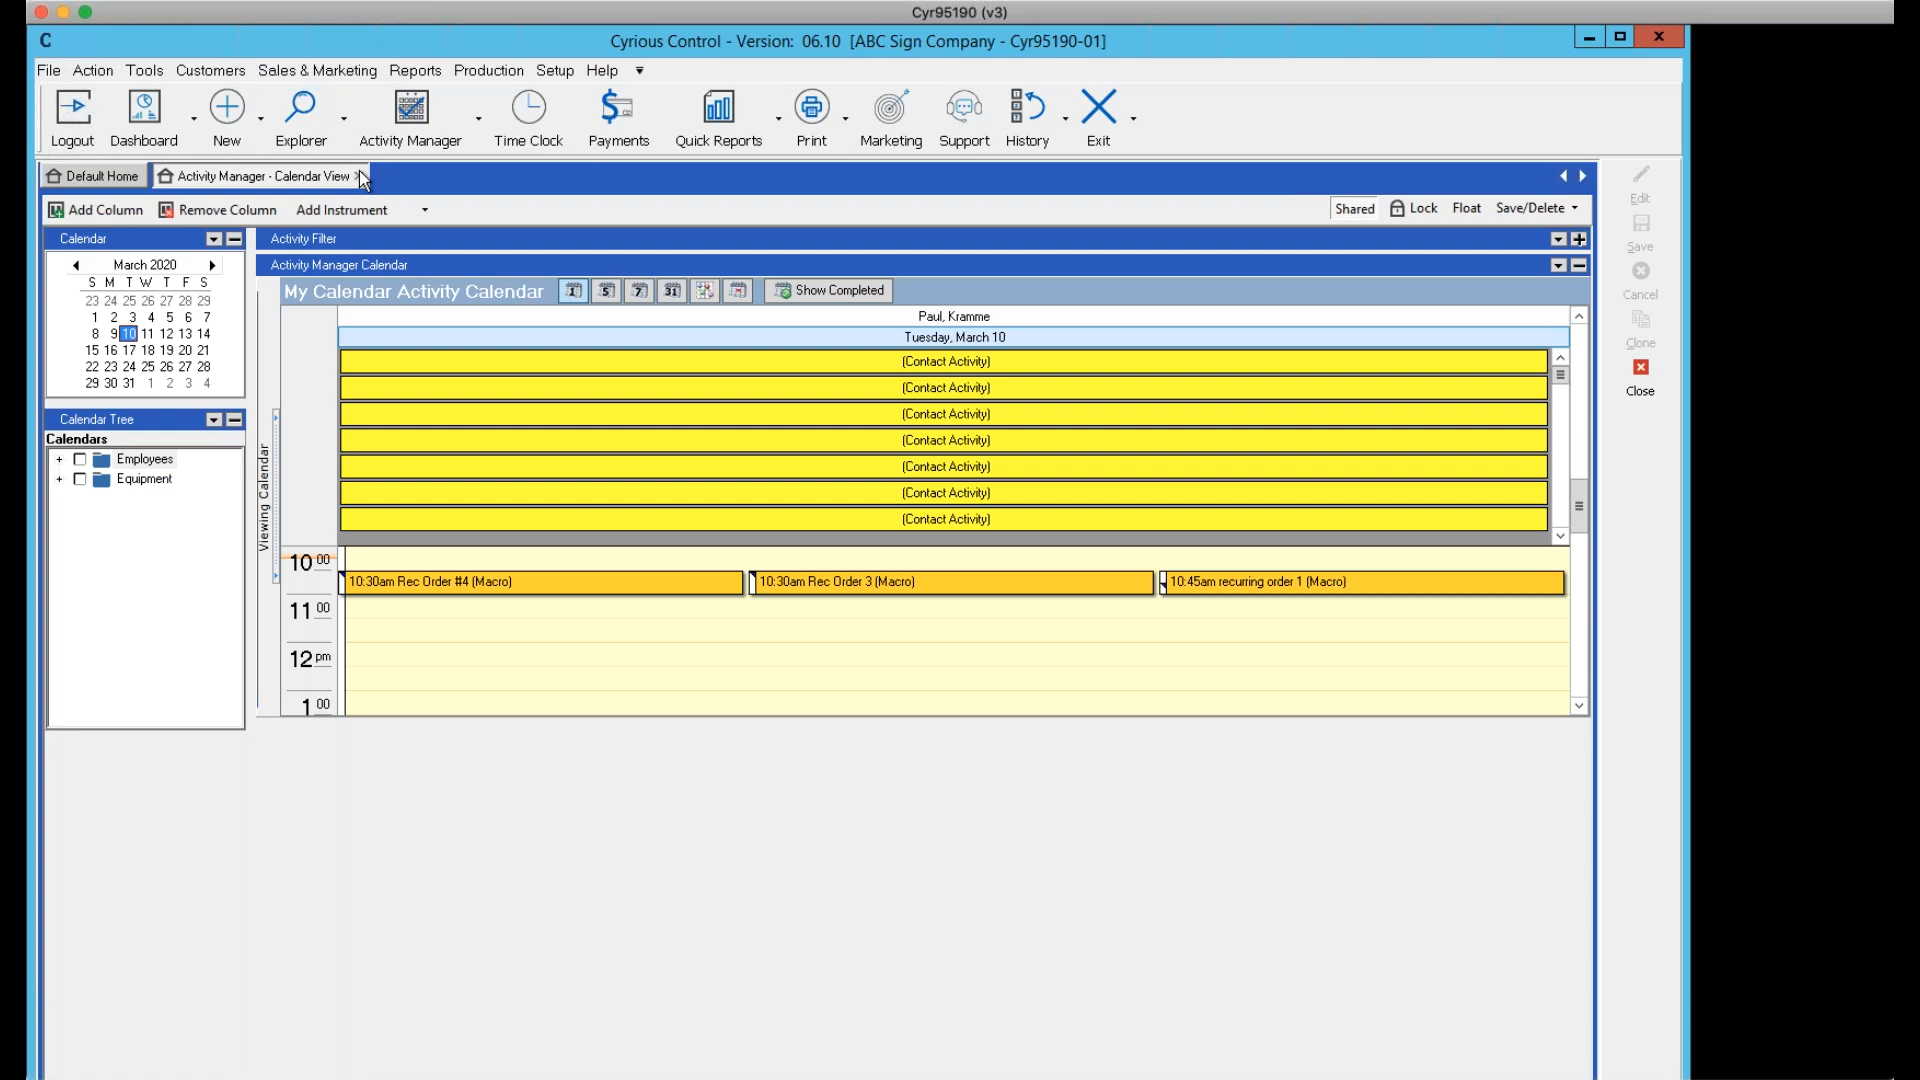 Cyr95190 (v3)
C
Cyrious Control - Version: 06.10 [ABC Sign Company - Cyr95190-01]
File Action Tools Customers Sales & Marketing Reports Production Setup Help
Logout Dashboard New Explorer Activity Manager Time Clock Payments Quick Reports Print Marketing Support History Exit
Default Home Activity Manager - Calendar View
Add Column Remove Column Add Instrument Shared Lock Float Save/Delete
Edit
Save
Cancel
Clone
Close
Calendar
March 2020
S M T W T F S
23 24 25 26 27 28 29
1 2 3 4 5 6 7
8 9 10 11 12 13 14
15 16 17 18 19 20 21
22 23 24 25 26 27 28
29 30 31 1 2 3 4
Calendar Tree
Calendars
Employees
Equipment
Activity Filter
Activity Manager Calendar
My Calendar Activity Calendar 1 5 7 31 Show Completed
Viewing Calendar
Paul, Kramme
Tuesday, March 10
(Contact Activity)
(Contact Activity)
(Contact Activity)
(Contact Activity)
(Contact Activity)
(Contact Activity)
(Contact Activity)
10 00
10:30am Rec Order #4 (Macro) 10:30am Rec Order 3 (Macro) 10:45am recurring order 1 (Macro)
11 00
12 pm
1 00